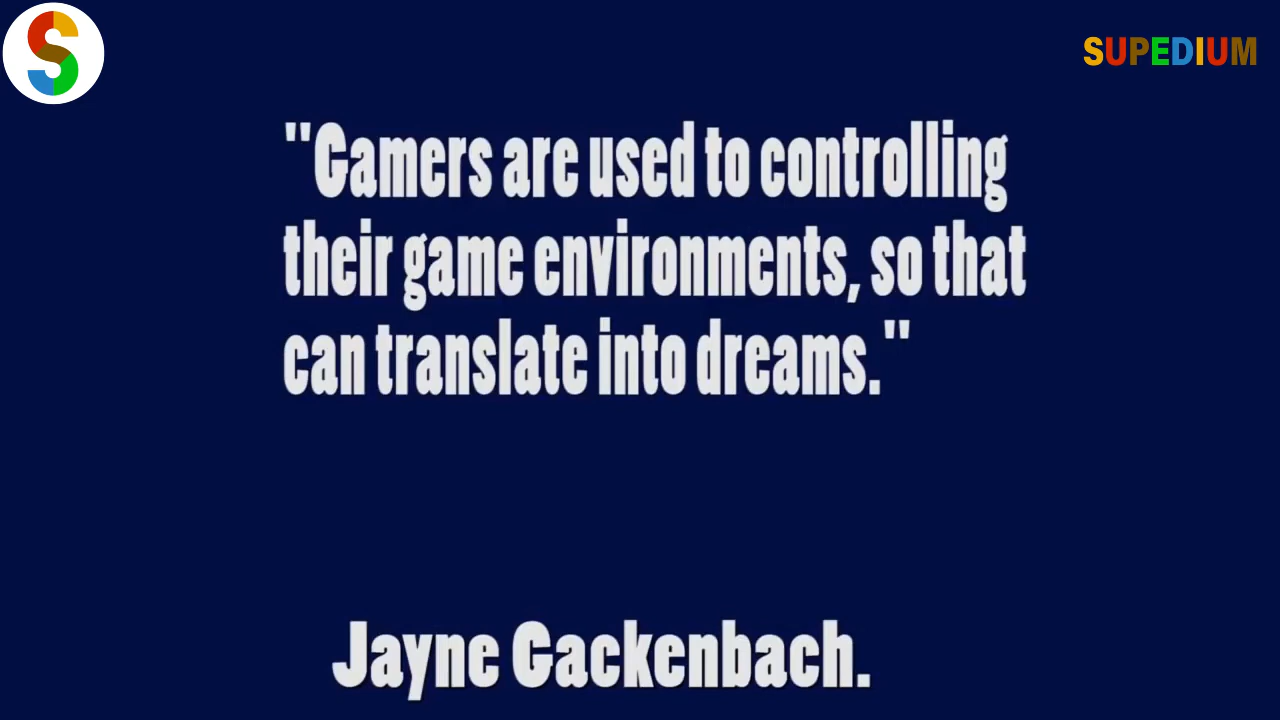 S
SUPEDIUM
"Gamers are used to controlling
their game environments, so that
can translate into dreams."
Jayne Gackenbach.